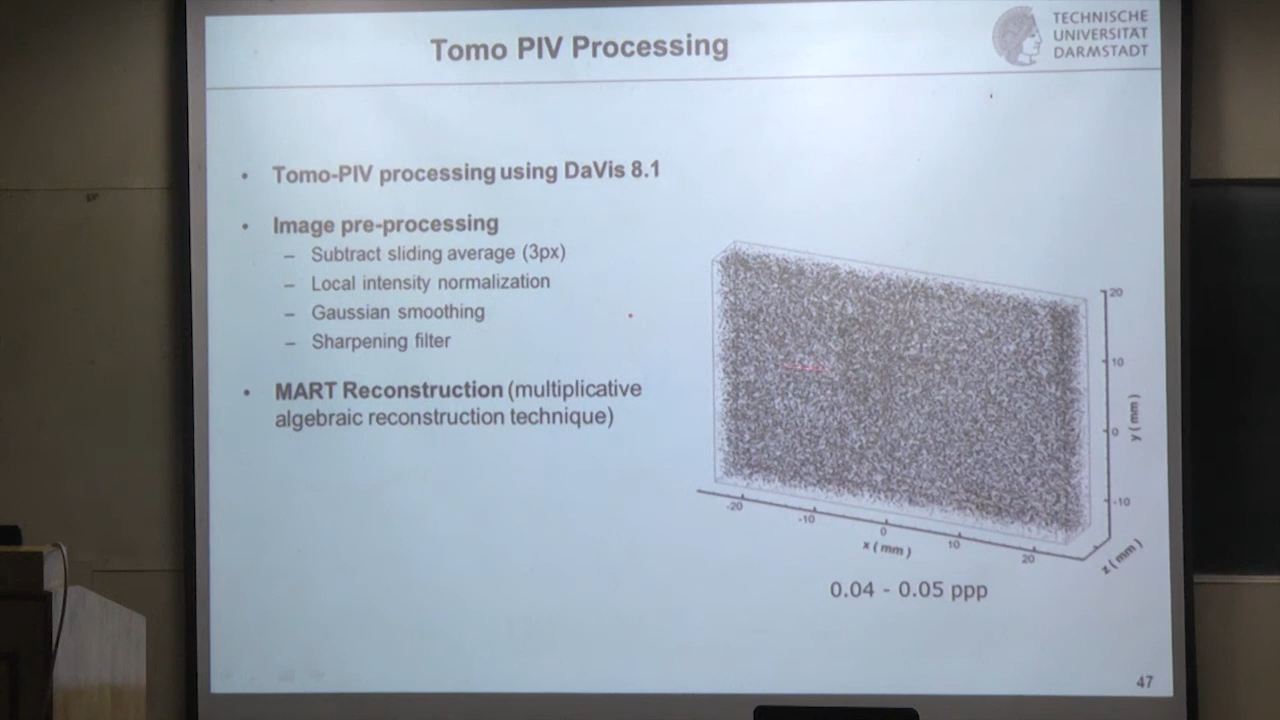 Tomo PIV Processing
TECHNISCHE
UNIVERSITÄT
DARMSTADT
• Tomo-PIV processing using DaVis 8.1
• Image pre-processing
– Subtract sliding average (3px)
– Local intensity normalization
– Gaussian smoothing
– Sharpening filter
• MART Reconstruction (multiplicative
algebraic reconstruction technique)
20
10
0
-10
y ( mm )
-20
-10
0
10
20
x ( mm )
z ( mm )
0.04 - 0.05 ppp
47